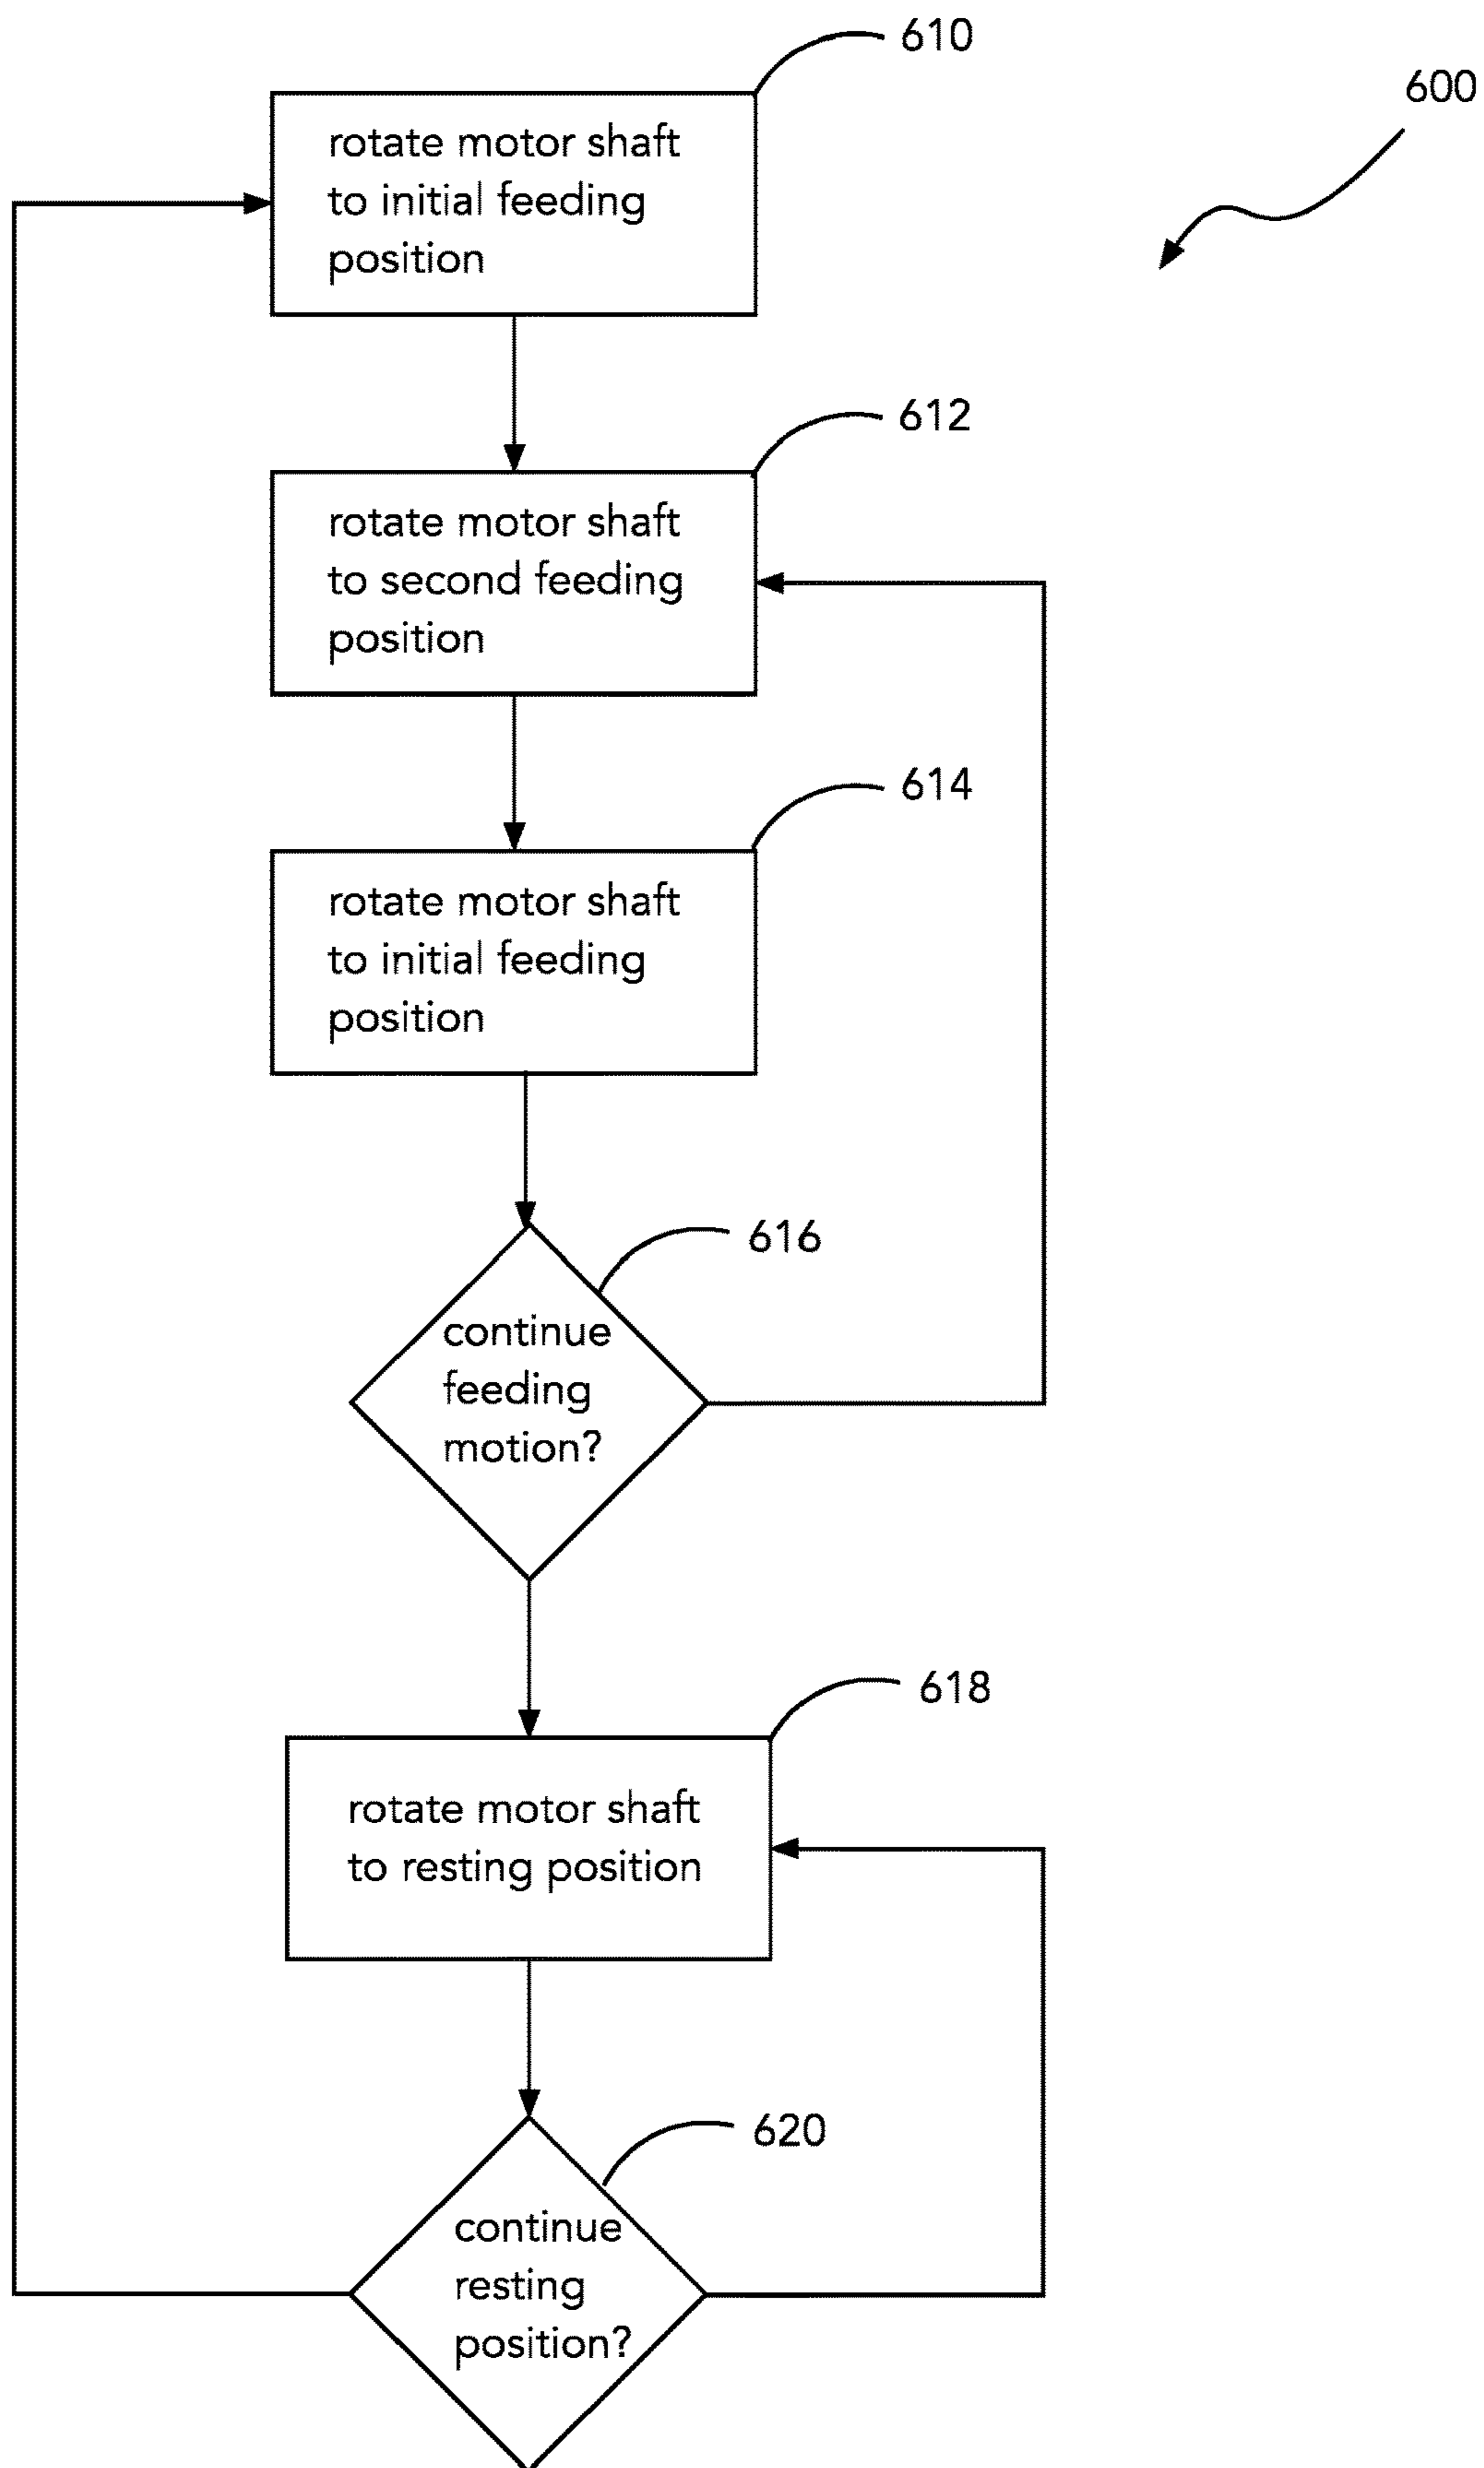 610
600
rotate motor shaft
to initial feeding
position
612
rotate motor shaft
to second feeding
position
614
rotate motor shaft
to initial feeding
position
616
continue
feeding
motion?
618
rotate motor shaft
to resting position
620
continue
resting
position?